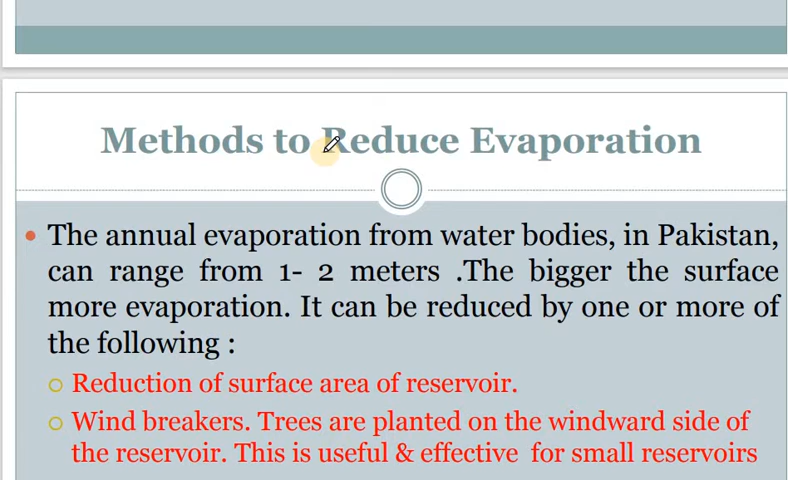 Methods to Reduce Evaporation
The annual evaporation from water bodies, in Pakistan,
can range from 1- 2 meters .The bigger the surface
more evaporation. It can be reduced by one or more of
the following :
Reduction of surface area of reservoir.
Wind breakers. Trees are planted on the windward side of
the reservoir. This is useful & effective for small reservoirs